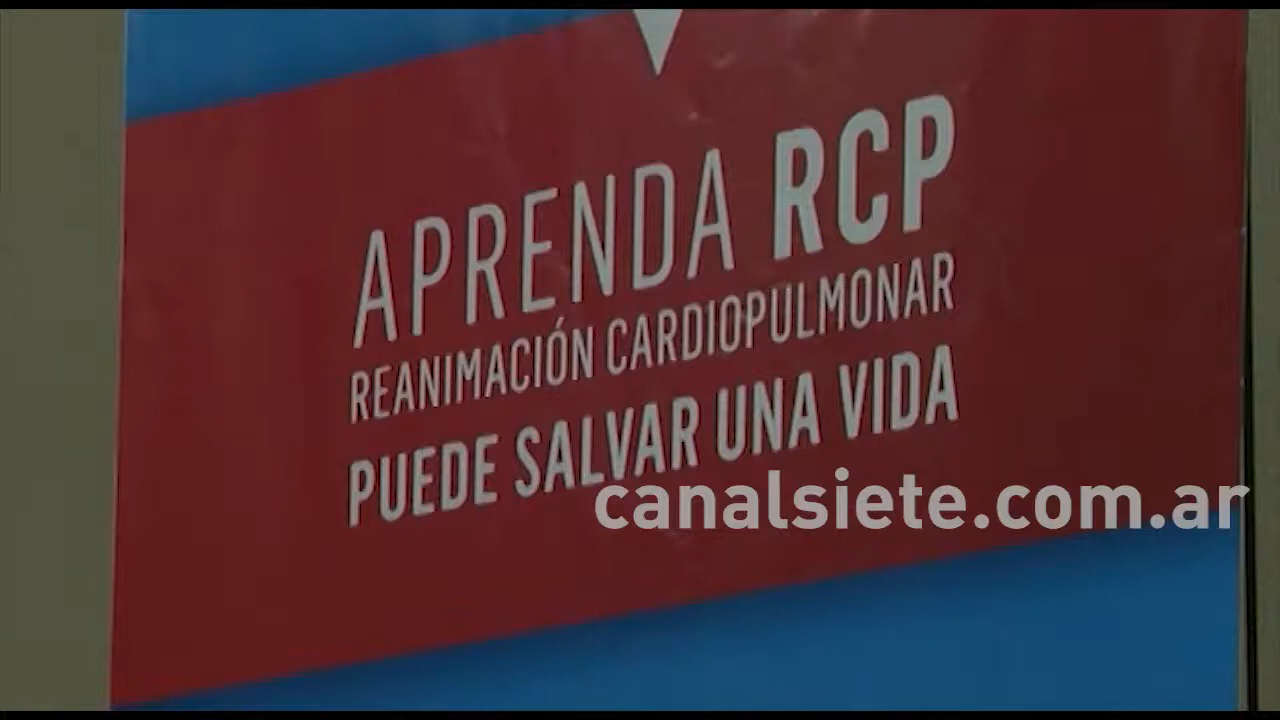 APRENDA RCP
REANIMACIÓN CARDIOPULMONAR
PUEDE SALVAR UNA VIDA
canalsiete.com.ar